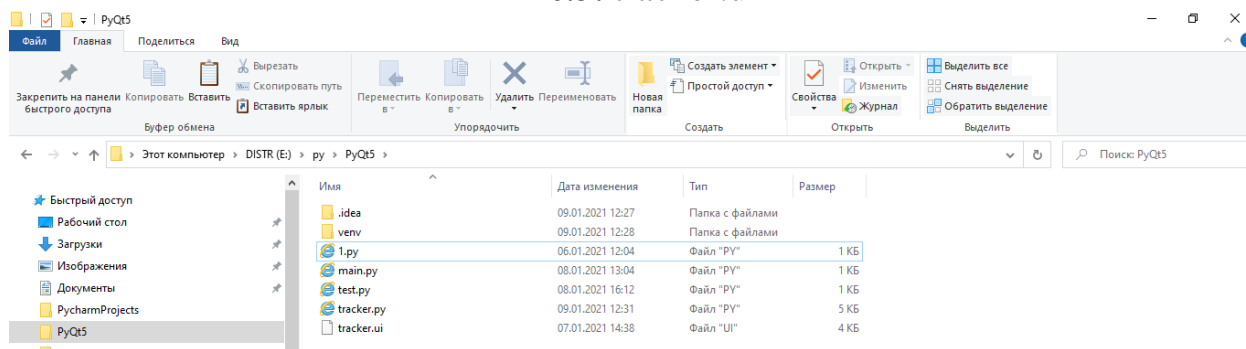 PyQt5
Файл Главная Поделиться Вид
Закрепить на панели быстрого доступа
Копировать
Вставить
Вырезать
Скопировать путь
Вставить ярлык
Буфер обмена
Переместить в
Копировать в
Удалить
Переименовать
Упорядочить
Новая папка
Создать элемент
Простой доступ
Создать
Свойства
Открыть
Изменить
Журнал
Открыть
Выделить все
Снять выделение
Обратить выделение
Выделить
Этот компьютер › DISTR (E:) › py › PyQt5 ›
Поиск: PyQt5
Быстрый доступ
Рабочий стол
Загрузки
Изображения
Документы
PycharmProjects
PyQt5
Имя Дата изменения Тип Размер
.idea 09.01.2021 12:27 Папка с файлами
venv 09.01.2021 12:28 Папка с файлами
1.py 06.01.2021 12:04 Файл "PY" 1 КБ
main.py 08.01.2021 13:04 Файл "PY" 1 КБ
test.py 08.01.2021 16:12 Файл "PY" 1 КБ
tracker.py 09.01.2021 12:31 Файл "PY" 5 КБ
tracker.ui 07.01.2021 14:38 Файл "UI" 4 КБ